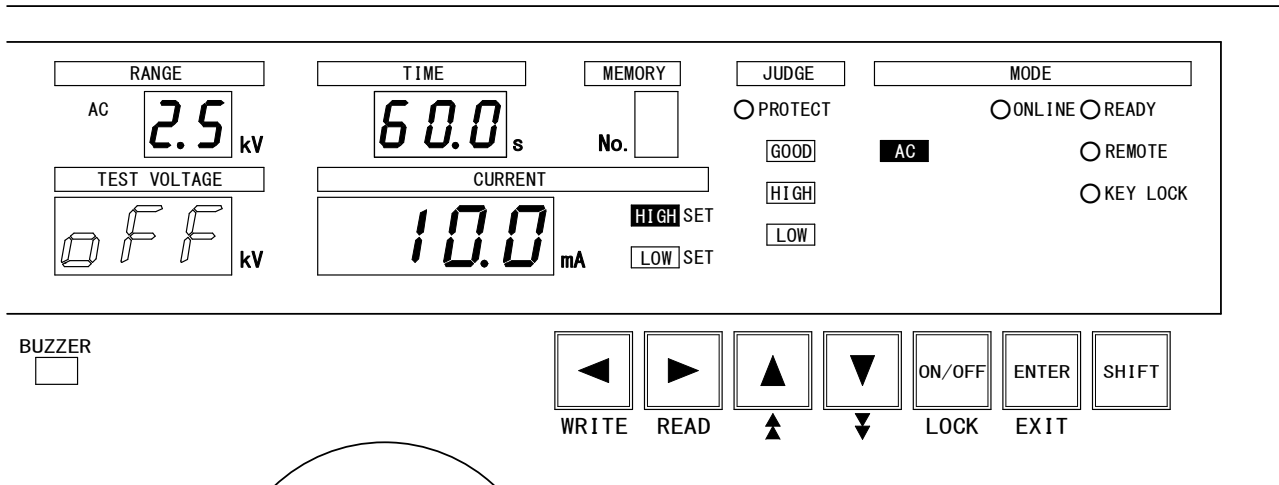 RANGE TIME MEMORY JUDGE MODE
AC 2.5 kV 60.0 s No. PROTECT ONLINE READY
GOOD AC REMOTE
TEST VOLTAGE CURRENT HIGH KEY LOCK
oFF kV 10.0 mA HIGH SET LOW
LOW SET
BUZZER
ON/OFF ENTER SHIFT
WRITE READ LOCK EXIT